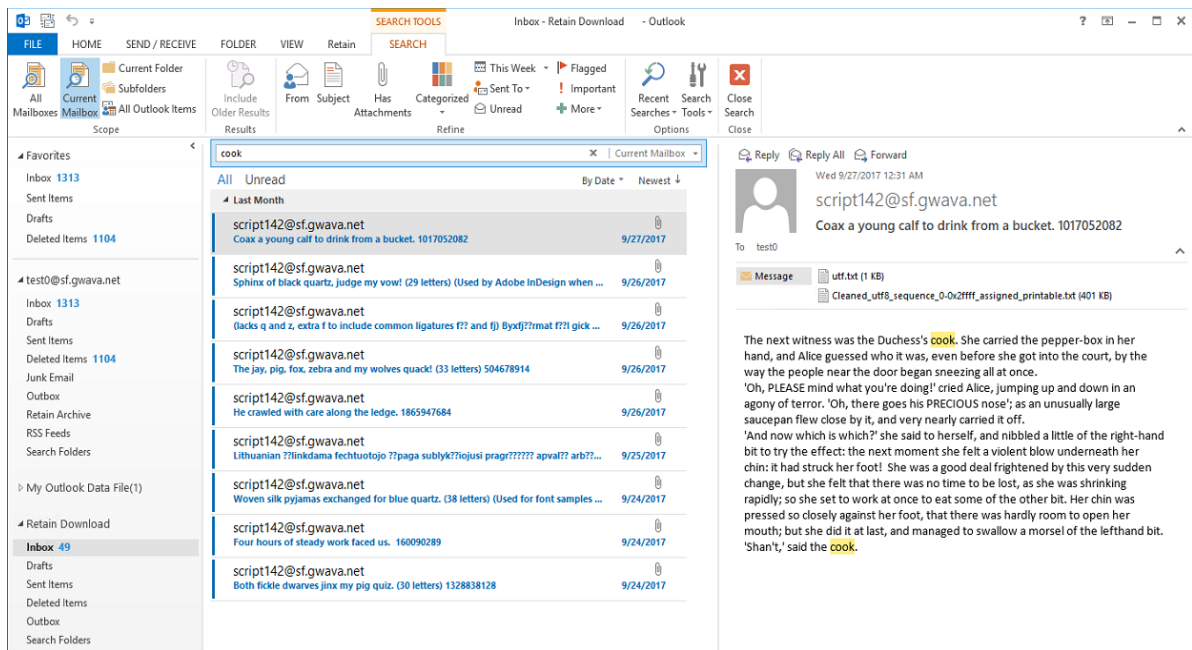 SEARCH TOOLS
Inbox - Retain Download - Outlook
FILE HOME SEND / RECEIVE FOLDER VIEW Retain SEARCH
All Mailboxes
Current Mailbox
Current Folder
Subfolders
All Outlook Items
Scope
Include Older Results
Results
From
Subject
Has Attachments
Categorized
This Week
Sent To
Unread
Flagged
Important
More
Refine
Recent Searches
Search Tools
Options
Close Search
Close
Favorites
Inbox 1313
Sent Items
Drafts
Deleted Items 1104
test0@sf.gwava.net
Inbox 1313
Drafts
Sent Items
Deleted Items 1104
Junk Email
Outbox
Retain Archive
RSS Feeds
Search Folders
My Outlook Data File(1)
Retain Download
Inbox 49
Drafts
Sent Items
Deleted Items
Outbox
Search Folders
cook
Current Mailbox
All Unread By Date Newest
Last Month
script142@sf.gwava.net
Coax a young calf to drink from a bucket. 1017052082 9/27/2017
script142@sf.gwava.net
Sphinx of black quartz, judge my vow! (29 letters) (Used by Adobe InDesign when ... 9/26/2017
script142@sf.gwava.net
(lacks q and z, extra f to include common ligatures f?? and fj) Byxfj??rmat f??l gick ... 9/26/2017
script142@sf.gwava.net
The jay, pig, fox, zebra and my wolves quack! (33 letters) 504678914 9/26/2017
script142@sf.gwava.net
He crawled with care along the ledge. 1865947684 9/26/2017
script142@sf.gwava.net
Lithuanian ??linkdama fechtuotojo ??paga sublyk??iojusi pragr?????? apval?? arb??... 9/25/2017
script142@sf.gwava.net
Woven silk pyjamas exchanged for blue quartz. (38 letters) (Used for font samples ... 9/24/2017
script142@sf.gwava.net
Four hours of steady work faced us. 160090289 9/24/2017
script142@sf.gwava.net
Both fickle dwarves jinx my pig quiz. (30 letters) 1328838128 9/24/2017
Reply Reply All Forward
Wed 9/27/2017 12:31 AM
script142@sf.gwava.net
Coax a young calf to drink from a bucket. 1017052082
To test0
Message
utf.txt (1 KB)
Cleaned_utf8_sequence_0-0x2ffff_assigned_printable.txt (401 KB)
The next witness was the Duchess's cook. She carried the pepper-box in her
hand, and Alice guessed who it was, even before she got into the court, by the
way the people near the door began sneezing all at once.
'Oh, PLEASE mind what you're doing!' cried Alice, jumping up and down in an
agony of terror. 'Oh, there goes his PRECIOUS nose'; as an unusually large
saucepan flew close by it, and very nearly carried it off.
'And now which is which?' she said to herself, and nibbled a little of the right-hand
bit to try the effect: the next moment she felt a violent blow underneath her
chin: it had struck her foot! She was a good deal frightened by this very sudden
change, but she felt that there was no time to be lost, as she was shrinking
rapidly; so she set to work at once to eat some of the other bit. Her chin was
pressed so closely against her foot, that there was hardly room to open her
mouth; but she did it at last, and managed to swallow a morsel of the lefthand bit.
'Shan't,' said the cook.